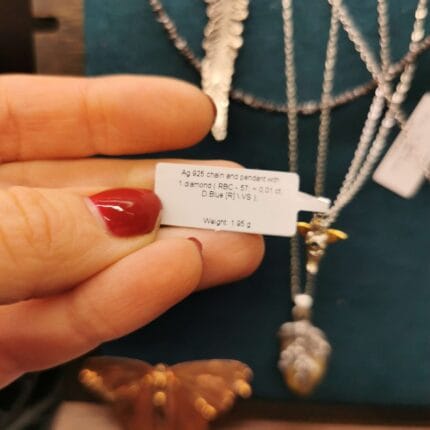 Ag 925 chain and pendant with
1 diamond ( RBC - 57, ≈ 0,01 ct,
D.Blue [R] \ VS ),
Weight: 1.95 g